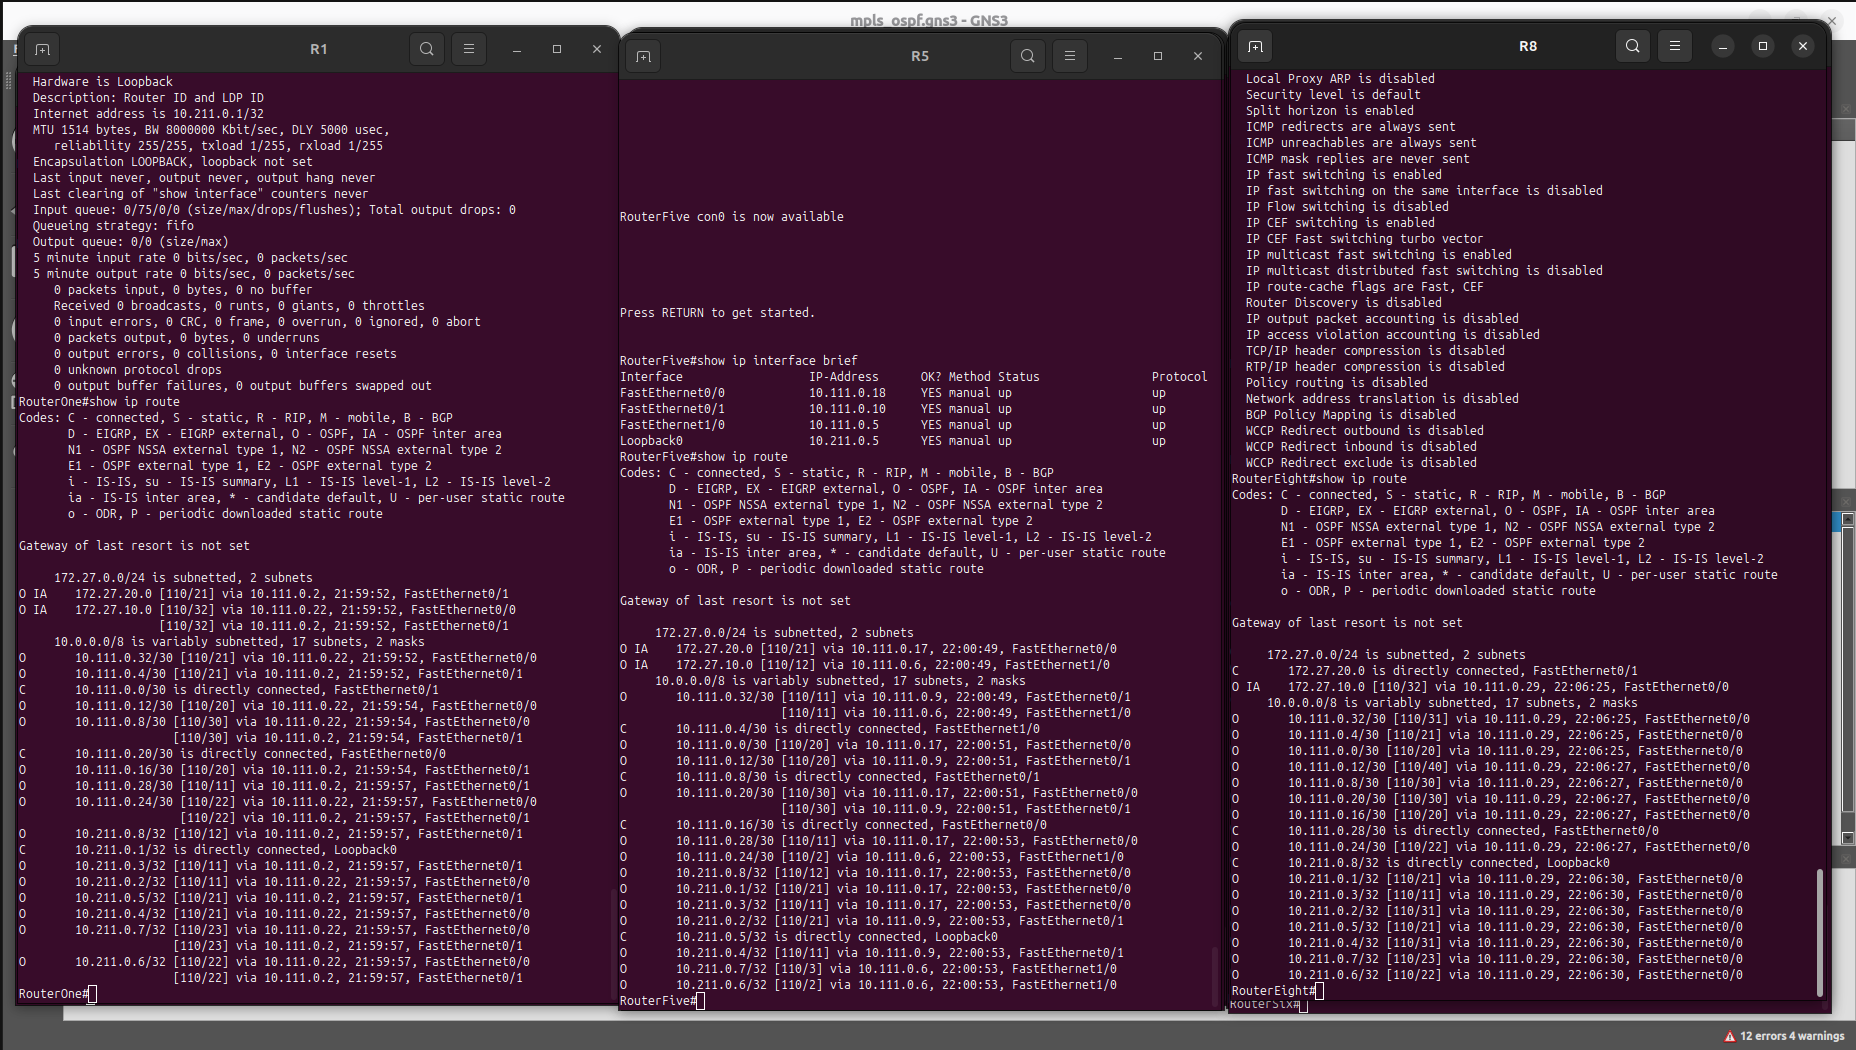 mpls_ospf.gns3 - GNS3
R1
Hardware is Loopback
Description: Router ID and LDP ID
Internet address is 10.211.0.1/32
MTU 1514 bytes, BW 8000000 Kbit/sec, DLY 5000 usec,
reliability 255/255, txload 1/255, rxload 1/255
Encapsulation LOOPBACK, loopback not set
Last input never, output never, output hang never
Last clearing of "show interface" counters never
Input queue: 0/75/0/0 (size/max/drops/flushes); Total output drops: 0
Queueing strategy: fifo
Output queue: 0/0 (size/max)
5 minute input rate 0 bits/sec, 0 packets/sec
5 minute output rate 0 bits/sec, 0 packets/sec
0 packets input, 0 bytes, 0 no buffer
Received 0 broadcasts, 0 runts, 0 giants, 0 throttles
0 input errors, 0 CRC, 0 frame, 0 overrun, 0 ignored, 0 abort
0 packets output, 0 bytes, 0 underruns
0 output errors, 0 collisions, 0 interface resets
0 unknown protocol drops
0 output buffer failures, 0 output buffers swapped out
RouterOne#show ip route
Codes: C - connected, S - static, R - RIP, M - mobile, B - BGP
D - EIGRP, EX - EIGRP external, O - OSPF, IA - OSPF inter area
N1 - OSPF NSSA external type 1, N2 - OSPF NSSA external type 2
E1 - OSPF external type 1, E2 - OSPF external type 2
i - IS-IS, su - IS-IS summary, L1 - IS-IS level-1, L2 - IS-IS level-2
ia - IS-IS inter area, * - candidate default, U - per-user static route
o - ODR, P - periodic downloaded static route
Gateway of last resort is not set
172.27.0.0/24 is subnetted, 2 subnets
O IA    172.27.20.0 [110/21] via 10.111.0.2, 21:59:52, FastEthernet0/1
O IA    172.27.10.0 [110/32] via 10.111.0.22, 21:59:52, FastEthernet0/0
[110/32] via 10.111.0.2, 21:59:52, FastEthernet0/1
10.0.0.0/8 is variably subnetted, 17 subnets, 2 masks
O       10.111.0.32/30 [110/21] via 10.111.0.22, 21:59:52, FastEthernet0/0
O       10.111.0.4/30 [110/21] via 10.111.0.2, 21:59:52, FastEthernet0/1
C       10.111.0.0/30 is directly connected, FastEthernet0/1
O       10.111.0.12/30 [110/20] via 10.111.0.22, 21:59:54, FastEthernet0/0
O       10.111.0.8/30 [110/30] via 10.111.0.22, 21:59:54, FastEthernet0/0
[110/30] via 10.111.0.2, 21:59:54, FastEthernet0/1
C       10.111.0.20/30 is directly connected, FastEthernet0/0
O       10.111.0.16/30 [110/20] via 10.111.0.2, 21:59:54, FastEthernet0/1
O       10.111.0.28/30 [110/11] via 10.111.0.2, 21:59:57, FastEthernet0/1
O       10.111.0.24/30 [110/22] via 10.111.0.22, 21:59:57, FastEthernet0/0
[110/22] via 10.111.0.2, 21:59:57, FastEthernet0/1
O       10.211.0.8/32 [110/12] via 10.111.0.2, 21:59:57, FastEthernet0/1
C       10.211.0.1/32 is directly connected, Loopback0
O       10.211.0.3/32 [110/11] via 10.111.0.2, 21:59:57, FastEthernet0/1
O       10.211.0.2/32 [110/11] via 10.111.0.22, 21:59:57, FastEthernet0/0
O       10.211.0.5/32 [110/21] via 10.111.0.2, 21:59:57, FastEthernet0/1
O       10.211.0.4/32 [110/21] via 10.111.0.22, 21:59:57, FastEthernet0/0
O       10.211.0.7/32 [110/23] via 10.111.0.22, 21:59:57, FastEthernet0/0
[110/23] via 10.111.0.2, 21:59:57, FastEthernet0/1
O       10.211.0.6/32 [110/22] via 10.111.0.22, 21:59:57, FastEthernet0/0
[110/22] via 10.111.0.2, 21:59:57, FastEthernet0/1
RouterOne#
R5
RouterFive con0 is now available
Press RETURN to get started.
RouterFive#show ip interface brief
Interface                  IP-Address      OK? Method Status                Protocol
FastEthernet0/0            10.111.0.18     YES manual up                    up
FastEthernet0/1            10.111.0.10     YES manual up                    up
FastEthernet1/0            10.111.0.5      YES manual up                    up
Loopback0                  10.211.0.5      YES manual up                    up
RouterFive#show ip route
Codes: C - connected, S - static, R - RIP, M - mobile, B - BGP
D - EIGRP, EX - EIGRP external, O - OSPF, IA - OSPF inter area
N1 - OSPF NSSA external type 1, N2 - OSPF NSSA external type 2
E1 - OSPF external type 1, E2 - OSPF external type 2
i - IS-IS, su - IS-IS summary, L1 - IS-IS level-1, L2 - IS-IS level-2
ia - IS-IS inter area, * - candidate default, U - per-user static route
o - ODR, P - periodic downloaded static route
Gateway of last resort is not set
172.27.0.0/24 is subnetted, 2 subnets
O IA    172.27.20.0 [110/21] via 10.111.0.17, 22:00:49, FastEthernet0/0
O IA    172.27.10.0 [110/12] via 10.111.0.6, 22:00:49, FastEthernet1/0
10.0.0.0/8 is variably subnetted, 17 subnets, 2 masks
O       10.111.0.32/30 [110/11] via 10.111.0.9, 22:00:49, FastEthernet0/1
[110/11] via 10.111.0.6, 22:00:49, FastEthernet1/0
C       10.111.0.4/30 is directly connected, FastEthernet1/0
O       10.111.0.0/30 [110/20] via 10.111.0.17, 22:00:51, FastEthernet0/0
O       10.111.0.12/30 [110/20] via 10.111.0.9, 22:00:51, FastEthernet0/1
C       10.111.0.8/30 is directly connected, FastEthernet0/1
O       10.111.0.20/30 [110/30] via 10.111.0.17, 22:00:51, FastEthernet0/0
[110/30] via 10.111.0.9, 22:00:51, FastEthernet0/1
C       10.111.0.16/30 is directly connected, FastEthernet0/0
O       10.111.0.28/30 [110/11] via 10.111.0.17, 22:00:53, FastEthernet0/0
O       10.111.0.24/30 [110/2] via 10.111.0.6, 22:00:53, FastEthernet1/0
O       10.211.0.8/32 [110/12] via 10.111.0.17, 22:00:53, FastEthernet0/0
O       10.211.0.1/32 [110/21] via 10.111.0.17, 22:00:53, FastEthernet0/0
O       10.211.0.3/32 [110/11] via 10.111.0.17, 22:00:53, FastEthernet0/0
O       10.211.0.2/32 [110/21] via 10.111.0.9, 22:00:53, FastEthernet0/1
C       10.211.0.5/32 is directly connected, Loopback0
O       10.211.0.4/32 [110/11] via 10.111.0.9, 22:00:53, FastEthernet0/1
O       10.211.0.7/32 [110/3] via 10.111.0.6, 22:00:53, FastEthernet1/0
O       10.211.0.6/32 [110/2] via 10.111.0.6, 22:00:53, FastEthernet1/0
RouterFive#
R8
Local Proxy ARP is disabled
Security level is default
Split horizon is enabled
ICMP redirects are always sent
ICMP unreachables are always sent
ICMP mask replies are never sent
IP fast switching is enabled
IP fast switching on the same interface is disabled
IP Flow switching is disabled
IP CEF switching is enabled
IP CEF Fast switching turbo vector
IP multicast fast switching is enabled
IP multicast distributed fast switching is disabled
IP route-cache flags are Fast, CEF
Router Discovery is disabled
IP output packet accounting is disabled
IP access violation accounting is disabled
TCP/IP header compression is disabled
RTP/IP header compression is disabled
Policy routing is disabled
Network address translation is disabled
BGP Policy Mapping is disabled
WCCP Redirect outbound is disabled
WCCP Redirect inbound is disabled
WCCP Redirect exclude is disabled
RouterEight#show ip route
Codes: C - connected, S - static, R - RIP, M - mobile, B - BGP
D - EIGRP, EX - EIGRP external, O - OSPF, IA - OSPF inter area
N1 - OSPF NSSA external type 1, N2 - OSPF NSSA external type 2
E1 - OSPF external type 1, E2 - OSPF external type 2
i - IS-IS, su - IS-IS summary, L1 - IS-IS level-1, L2 - IS-IS level-2
ia - IS-IS inter area, * - candidate default, U - per-user static route
o - ODR, P - periodic downloaded static route
Gateway of last resort is not set
172.27.0.0/24 is subnetted, 2 subnets
C       172.27.20.0 is directly connected, FastEthernet0/1
O IA    172.27.10.0 [110/32] via 10.111.0.29, 22:06:25, FastEthernet0/0
10.0.0.0/8 is variably subnetted, 17 subnets, 2 masks
O       10.111.0.32/30 [110/31] via 10.111.0.29, 22:06:25, FastEthernet0/0
O       10.111.0.4/30 [110/21] via 10.111.0.29, 22:06:25, FastEthernet0/0
O       10.111.0.0/30 [110/20] via 10.111.0.29, 22:06:25, FastEthernet0/0
O       10.111.0.12/30 [110/40] via 10.111.0.29, 22:06:27, FastEthernet0/0
O       10.111.0.8/30 [110/30] via 10.111.0.29, 22:06:27, FastEthernet0/0
O       10.111.0.20/30 [110/30] via 10.111.0.29, 22:06:27, FastEthernet0/0
O       10.111.0.16/30 [110/20] via 10.111.0.29, 22:06:27, FastEthernet0/0
C       10.111.0.28/30 is directly connected, FastEthernet0/0
O       10.111.0.24/30 [110/22] via 10.111.0.29, 22:06:27, FastEthernet0/0
C       10.211.0.8/32 is directly connected, Loopback0
O       10.211.0.1/32 [110/21] via 10.111.0.29, 22:06:30, FastEthernet0/0
O       10.211.0.3/32 [110/11] via 10.111.0.29, 22:06:30, FastEthernet0/0
O       10.211.0.2/32 [110/31] via 10.111.0.29, 22:06:30, FastEthernet0/0
O       10.211.0.5/32 [110/21] via 10.111.0.29, 22:06:30, FastEthernet0/0
O       10.211.0.4/32 [110/31] via 10.111.0.29, 22:06:30, FastEthernet0/0
O       10.211.0.7/32 [110/23] via 10.111.0.29, 22:06:30, FastEthernet0/0
O       10.211.0.6/32 [110/22] via 10.111.0.29, 22:06:30, FastEthernet0/0
RouterEight#
RouterSix#
12 errors 4 warnings